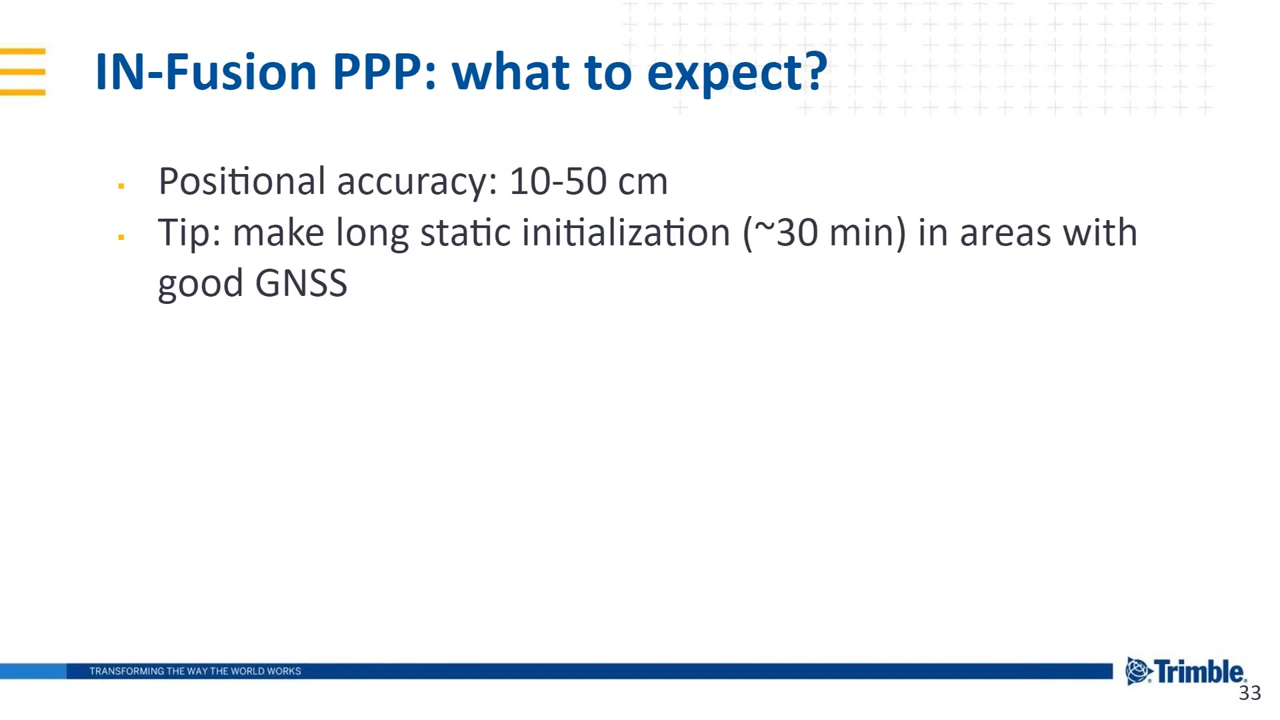 IN-Fusion PPP: what to expect?
▪ Positional accuracy: 10-50 cm
▪ Tip: make long static initialization (~30 min) in areas with
good GNSS
TRANSFORMING THE WAY THE WORLD WORKS
Trimble.
33